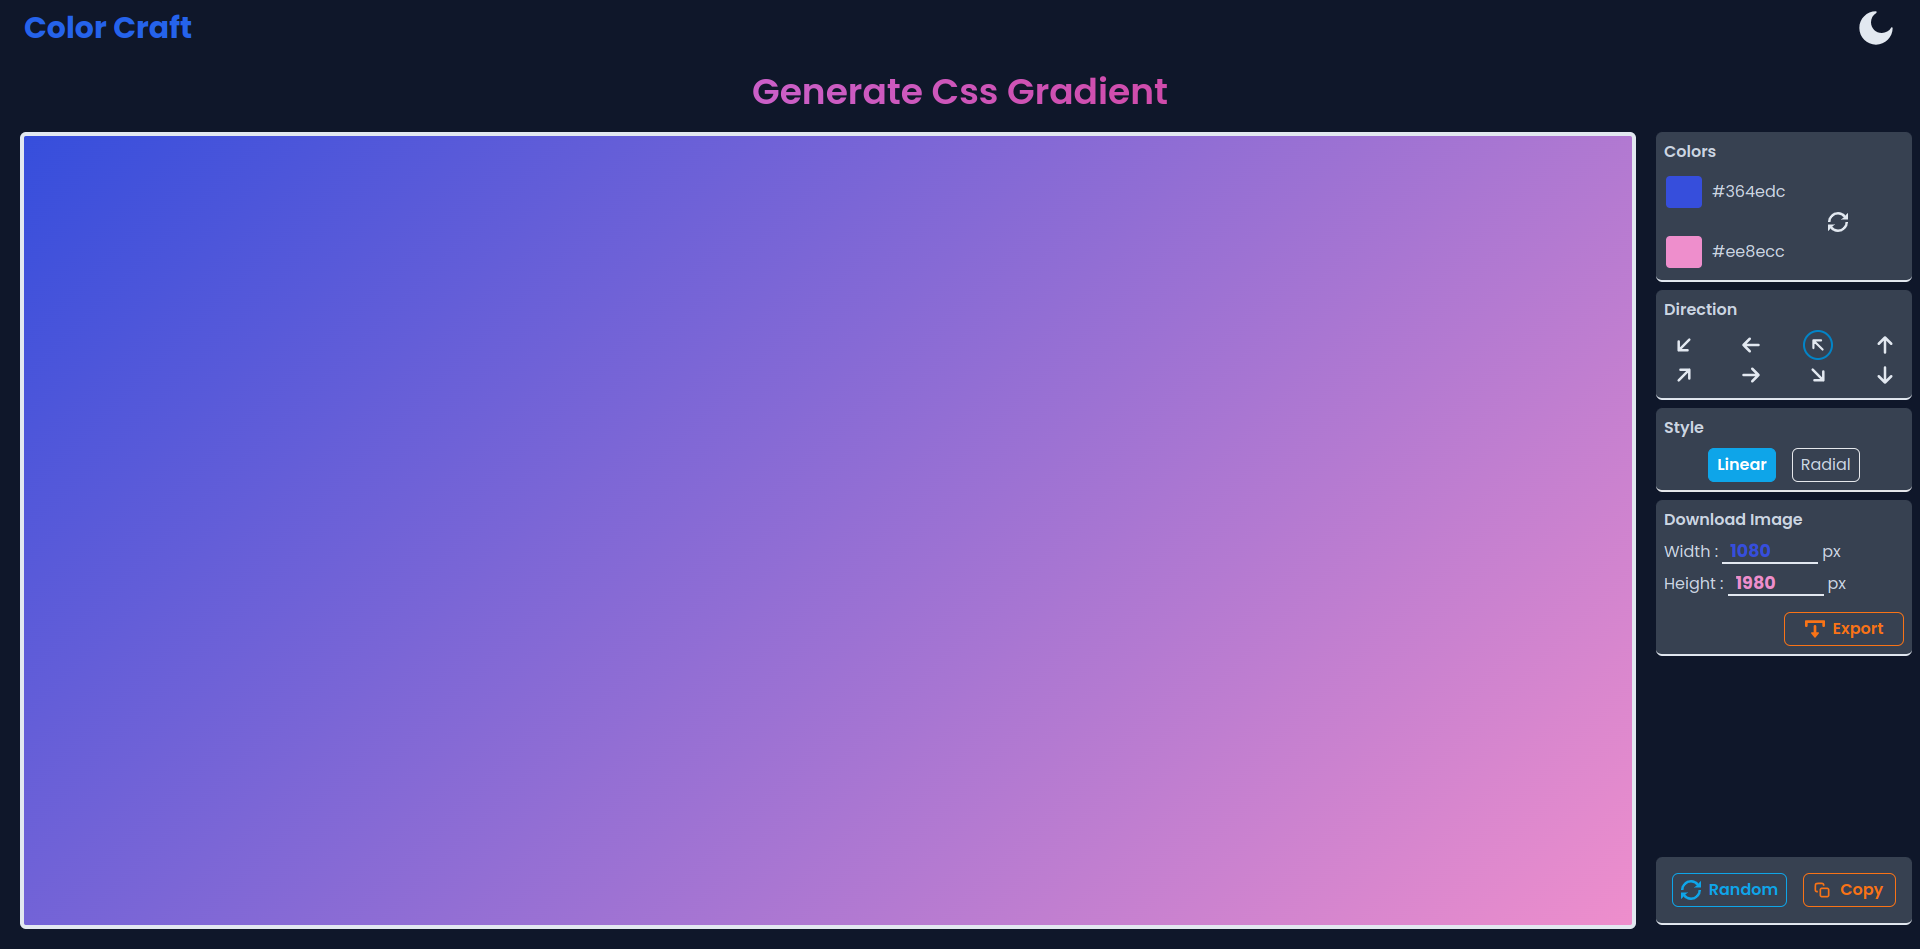 Color Craft
Generate Css Gradient
Colors
#364edc
#ee8ecc
Direction
Style
Linear Radial
Download Image
Width : 1080 px
Height : 1980 px
Export
Random Copy